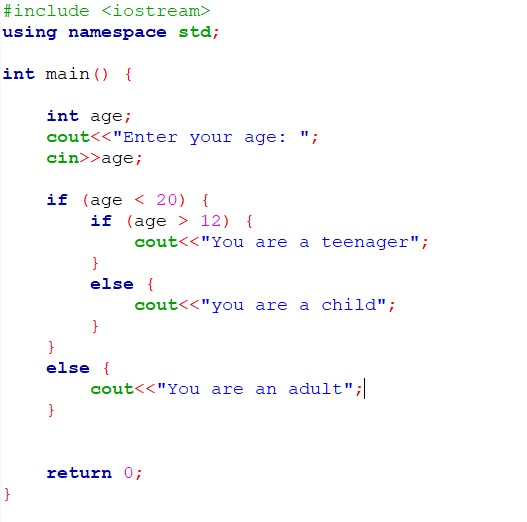 #include <iostream>
using namespace std;
int main() {
int age;
cout<<"Enter your age: ";
cin>>age;
if (age < 20) {
if (age > 12) {
cout<<"You are a teenager";
}
else {
cout<<"you are a child";
}
}
else {
cout<<"You are an adult";
}
return 0;
}